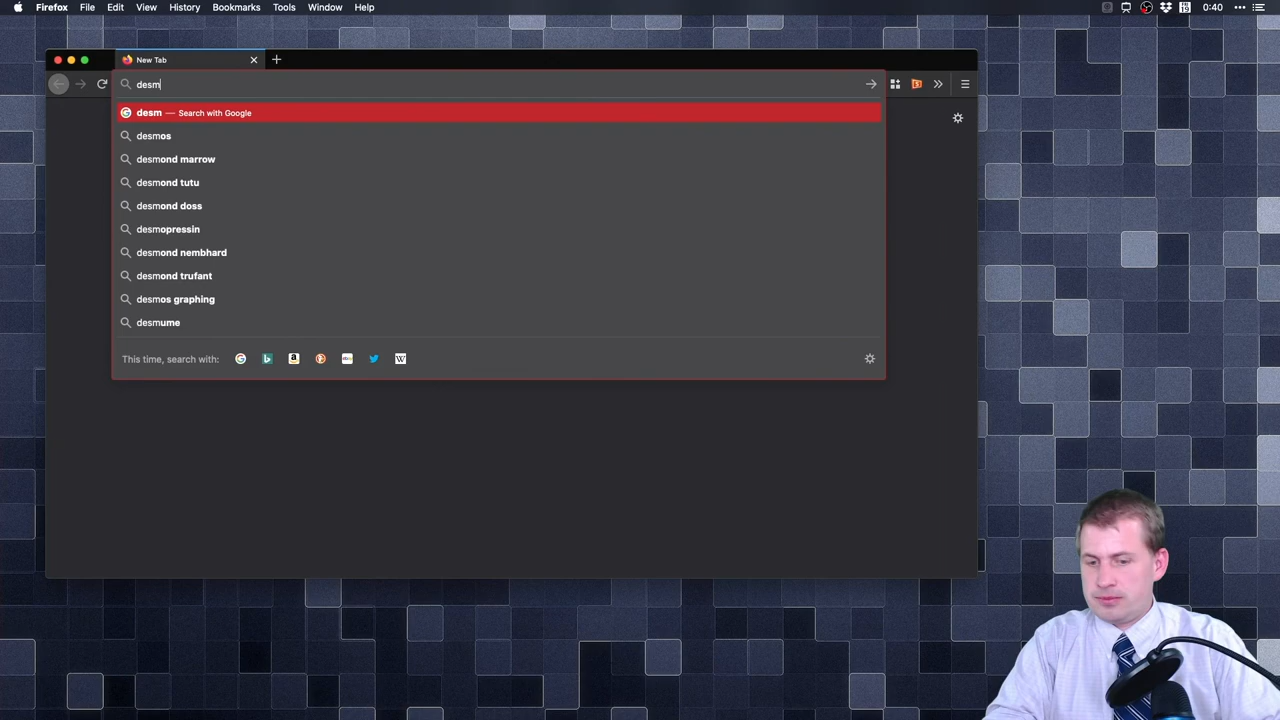 Firefox File Edit View History Bookmarks Tools Window Help 0:40
New Tab
desm
desm — Search with Google
desmos
desmond marrow
desmond tutu
desmond doss
desmopressin
desmond nembhard
desmond trufant
desmos graphing
desmume
This time, search with: